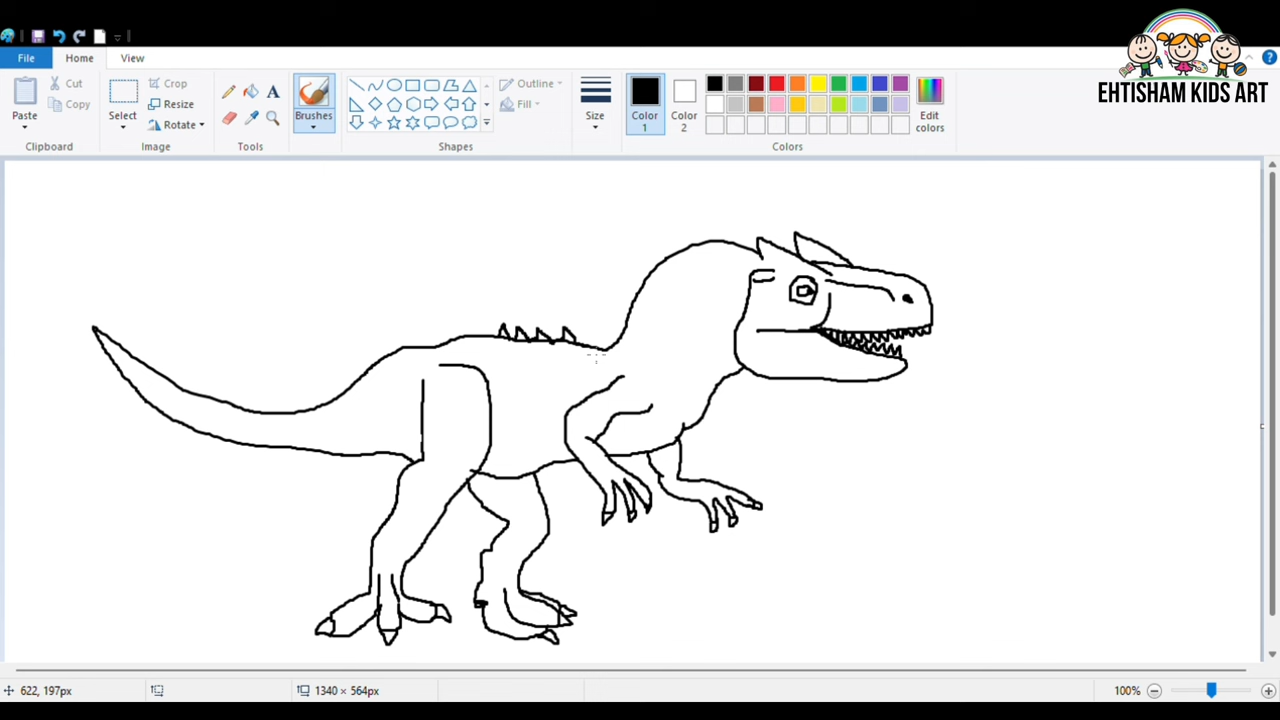 EHTISHAM KIDS ART
File Home View
Paste
Cut
Copy
Clipboard
Select
Crop
Resize
Rotate
Image
A
Tools
Brushes
Shapes
Outline
Fill
Size
Color 1
Color 2
Edit colors
Colors
622, 197px
1340 × 564px
100%